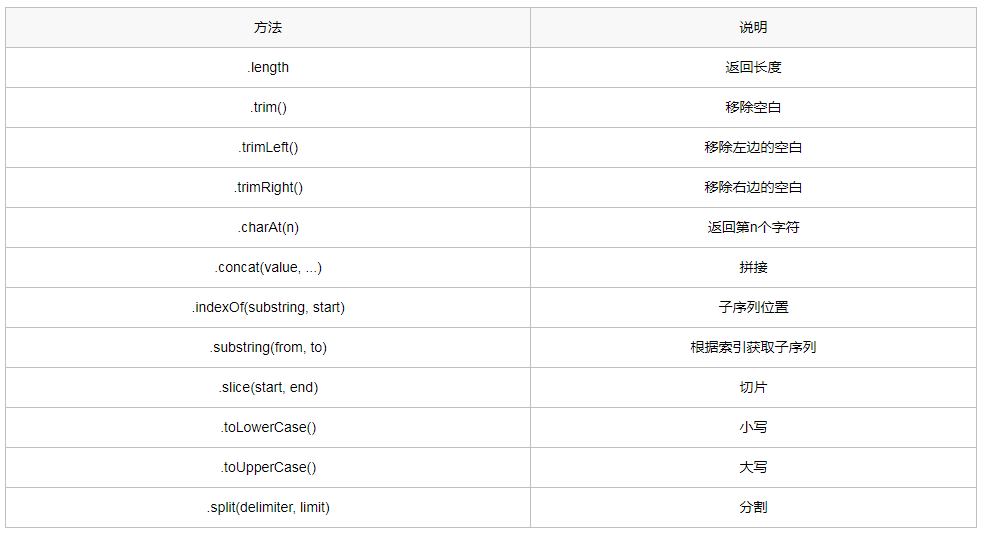 方法 说明
.length 返回长度
.trim() 移除空白
.trimLeft() 移除左边的空白
.trimRight() 移除右边的空白
.charAt(n) 返回第n个字符
.concat(value, ...) 拼接
.indexOf(substring, start) 子序列位置
.substring(from, to) 根据索引获取子序列
.slice(start, end) 切片
.toLowerCase() 小写
.toUpperCase() 大写
.split(delimiter, limit) 分割